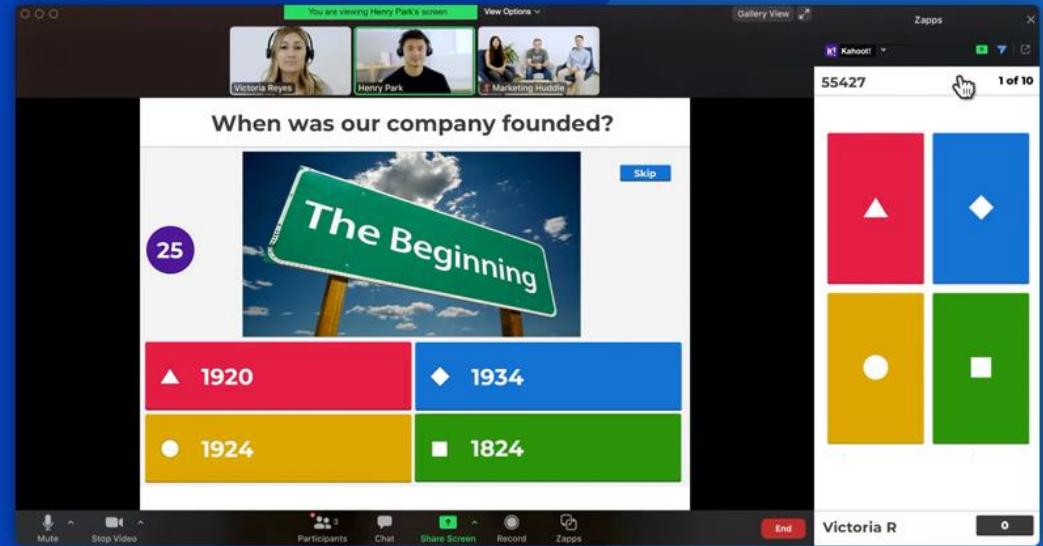 You are viewing Henry Park's screen
View Options
Gallery View
Zapps
Victoria Reyes
Henry Park
Marketing Huddle
K! Kahoot!
55427
1 of 10
When was our company founded?
Skip
25
The Beginning
1920
1934
1924
1824
Mute
Stop Video
Participants
3
Chat
Share Screen
Record
Zapps
End
Victoria R
0